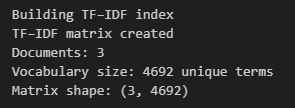 Building TF-IDF index
TF-IDF matrix created
Documents: 3
Vocabulary size: 4692 unique terms
Matrix shape: (3, 4692)